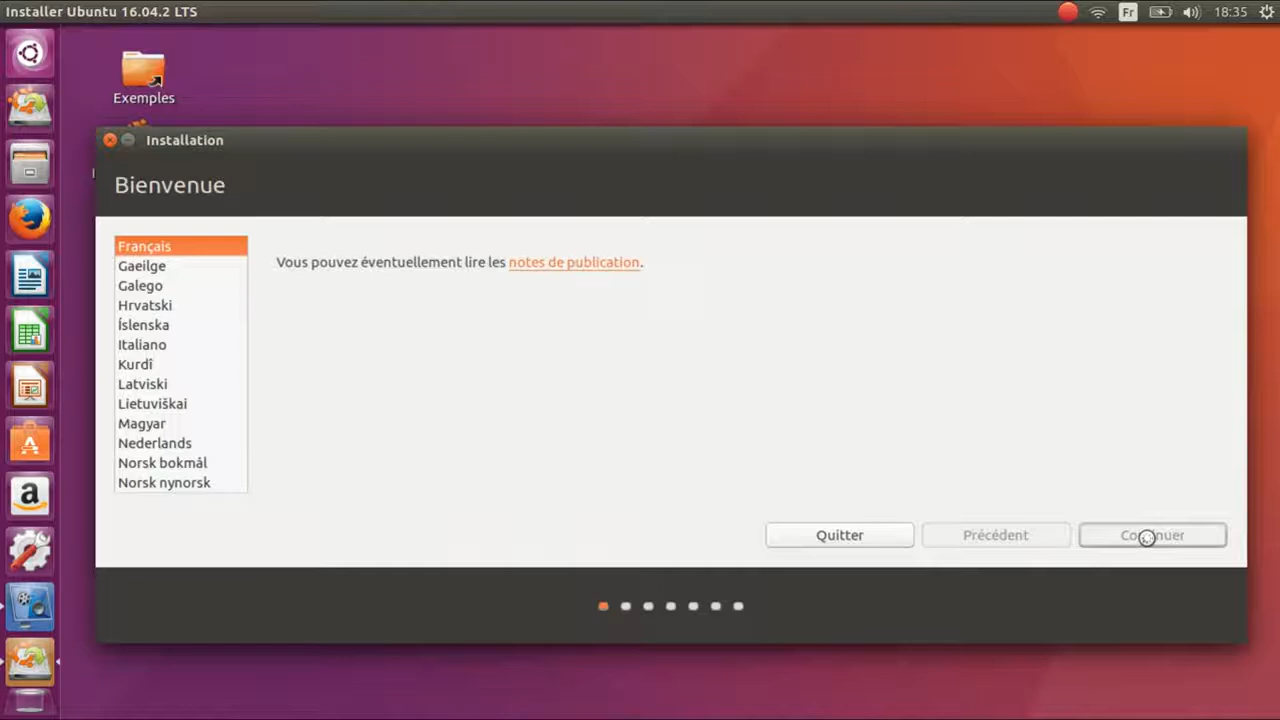 Installer Ubuntu 16.04.2 LTS
Fr
18:35
Exemples
Installation
Bienvenue
Français
Gaeilge
Galego
Hrvatski
Íslenska
Italiano
Kurdî
Latviski
Lietuviškai
Magyar
Nederlands
Norsk bokmål
Norsk nynorsk
Vous pouvez éventuellement lire les notes de publication.
Quitter
Précédent
Continuer